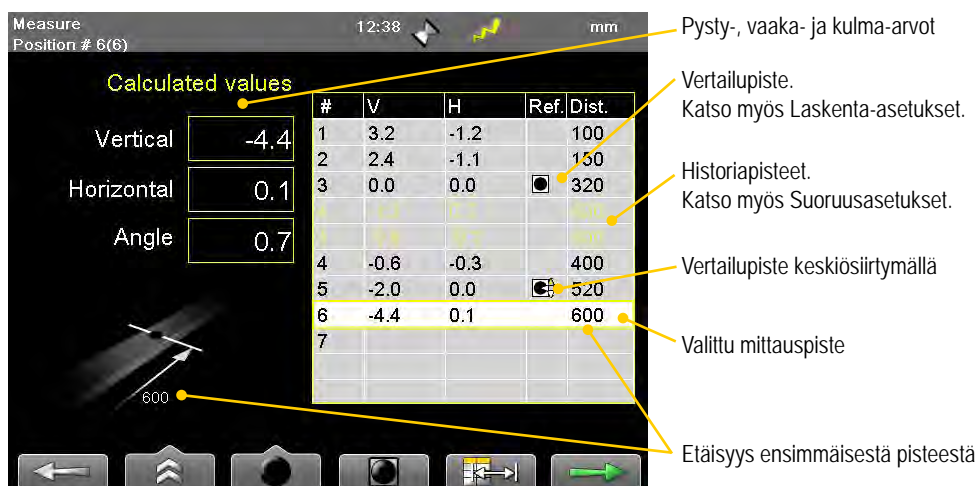 Measure 12:38 mm
Position # 6(6)
Calculated values
Vertical -4.4
Horizontal 0.1
Angle 0.7
600
# V H Ref. Dist.
1 3.2 -1.2 100
2 2.4 -1.1 150
3 0.0 0.0 320
4 -0.6 -0.3 400
5 -2.0 0.0 520
6 -4.4 0.1 600
7
Pysty-, vaaka- ja kulma-arvot
Vertailupiste.
Katso myös Laskenta-asetukset.
Historiapisteet.
Katso myös Suoruusasetukset.
Vertailupiste keskiösiirtymällä
Valittu mittauspiste
Etäisyys ensimmäisestä pisteestä